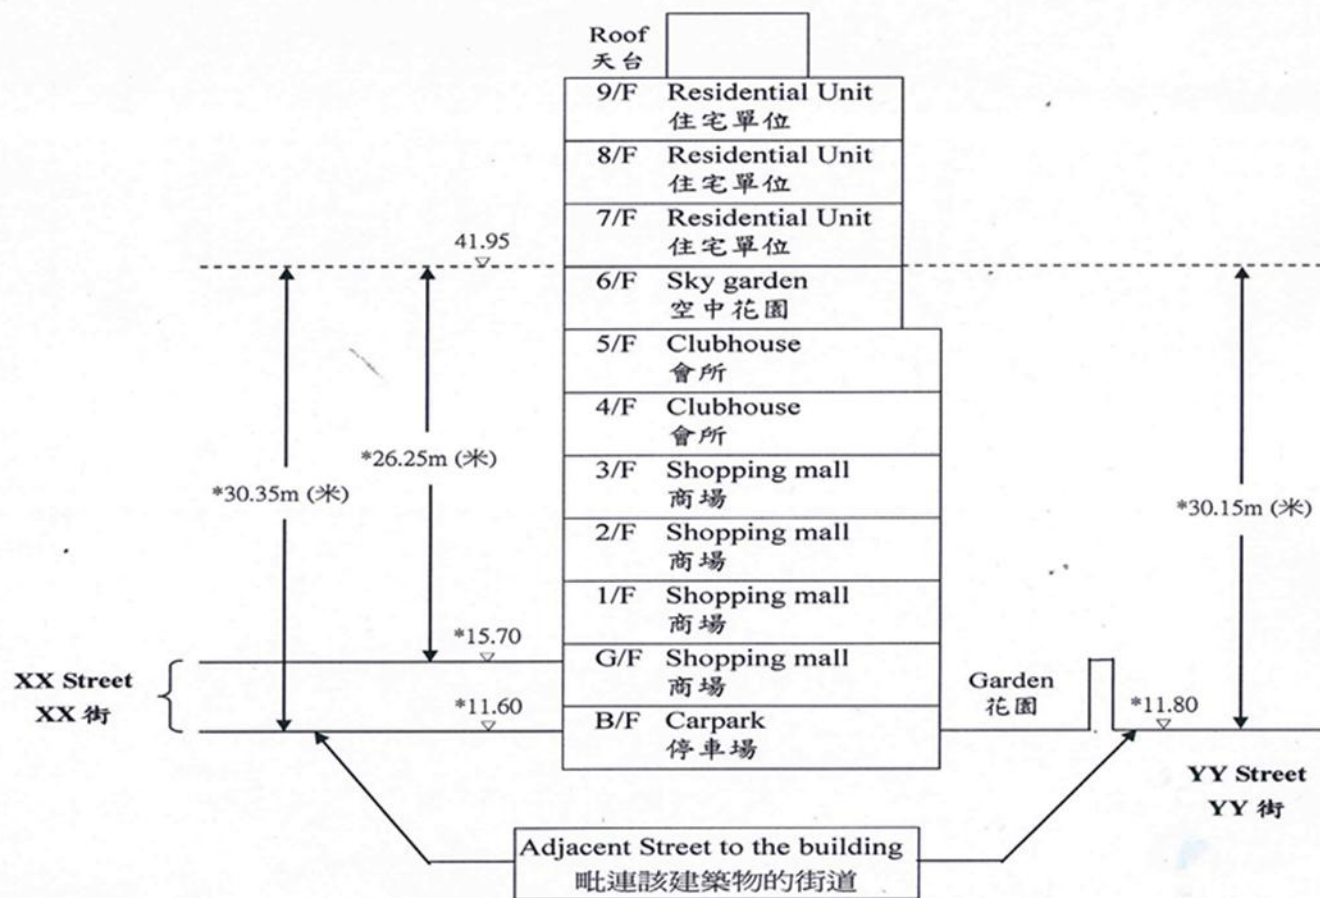 Roof
天台
9/F Residential Unit
住宅單位
8/F Residential Unit
住宅單位
7/F Residential Unit
住宅單位
41.95
6/F Sky garden
空中花園
5/F Clubhouse
會所
4/F Clubhouse
會所
*26.25m (米)
*30.35m (米)
*30.15m (米)
3/F Shopping mall
商場
2/F Shopping mall
商場
1/F Shopping mall
商場
*15.70
G/F Shopping mall
商場
XX Street
XX 街
*11.60
B/F Carpark
停車場
Garden
花園
*11.80
YY Street
YY 街
Adjacent Street to the building
毗連該建築物的街道